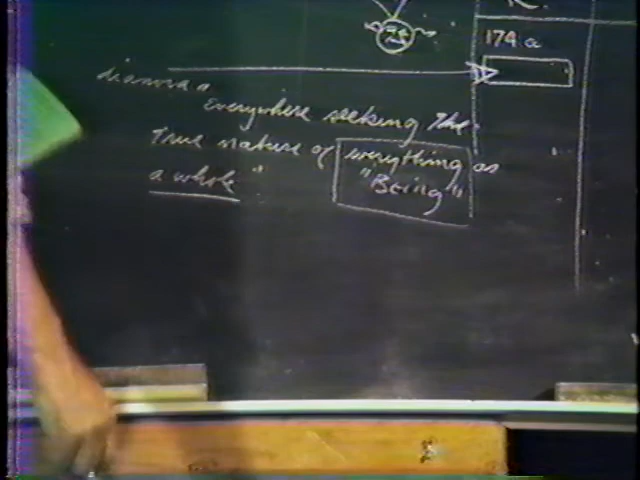 174 a
dianoia "
Everywhere seeking the
True nature of everything as
a whole"
"Being"